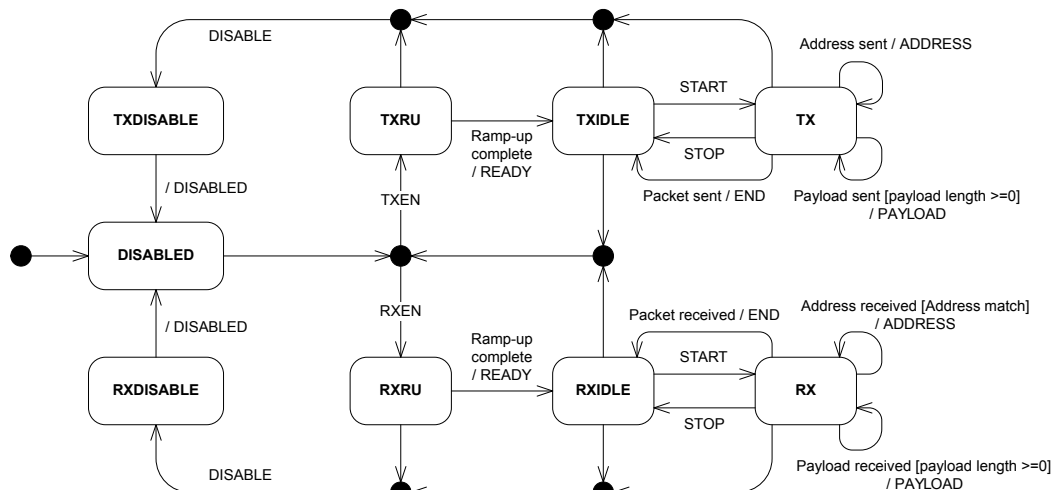 DISABLE
Address sent / ADDRESS
START
TXDISABLE
TXRU
TXIDLE
TX
Ramp-up
complete
/ READY
STOP
/ DISABLED
TXEN
Packet sent / END
Payload sent [payload length >=0]
/ PAYLOAD
DISABLED
RXEN
Packet received / END
Address received [Address match]
/ ADDRESS
/ DISABLED
Ramp-up
complete
/ READY
START
RXDISABLE
RXRU
RXIDLE
RX
STOP
DISABLE
Payload received [payload length >=0]
/ PAYLOAD